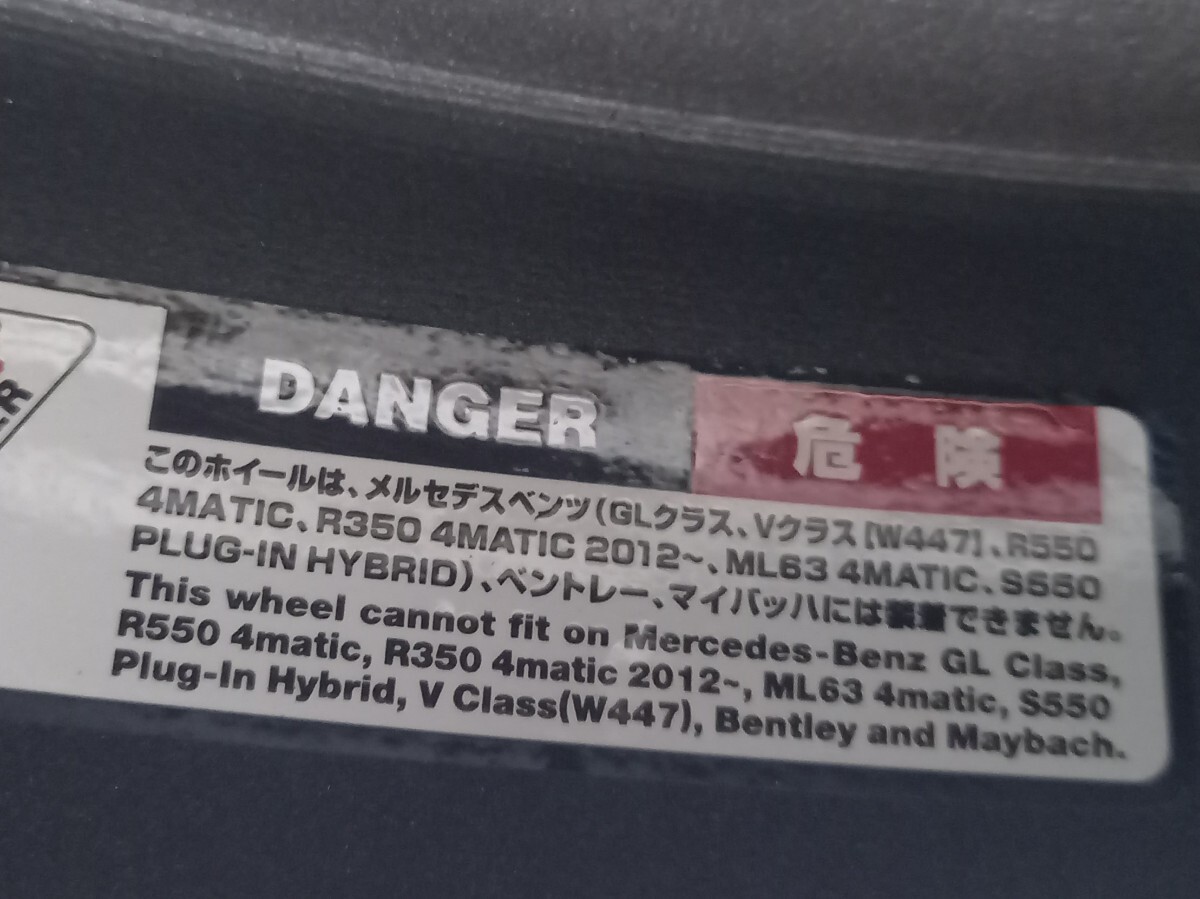 DANGER 危険
このホイールは、メルセデスベンツ(GLクラス、Vクラス[W447]、R550
4MATIC、R350 4MATIC 2012~、ML63 4MATIC、S550
PLUG-IN HYBRID)、ベントレー、マイバッハには装着できません。
This wheel cannot fit on Mercedes-Benz GL Class,
R550 4matic, R350 4matic 2012~, ML63 4matic, S550
Plug-In Hybrid, V Class(W447), Bentley and Maybach.